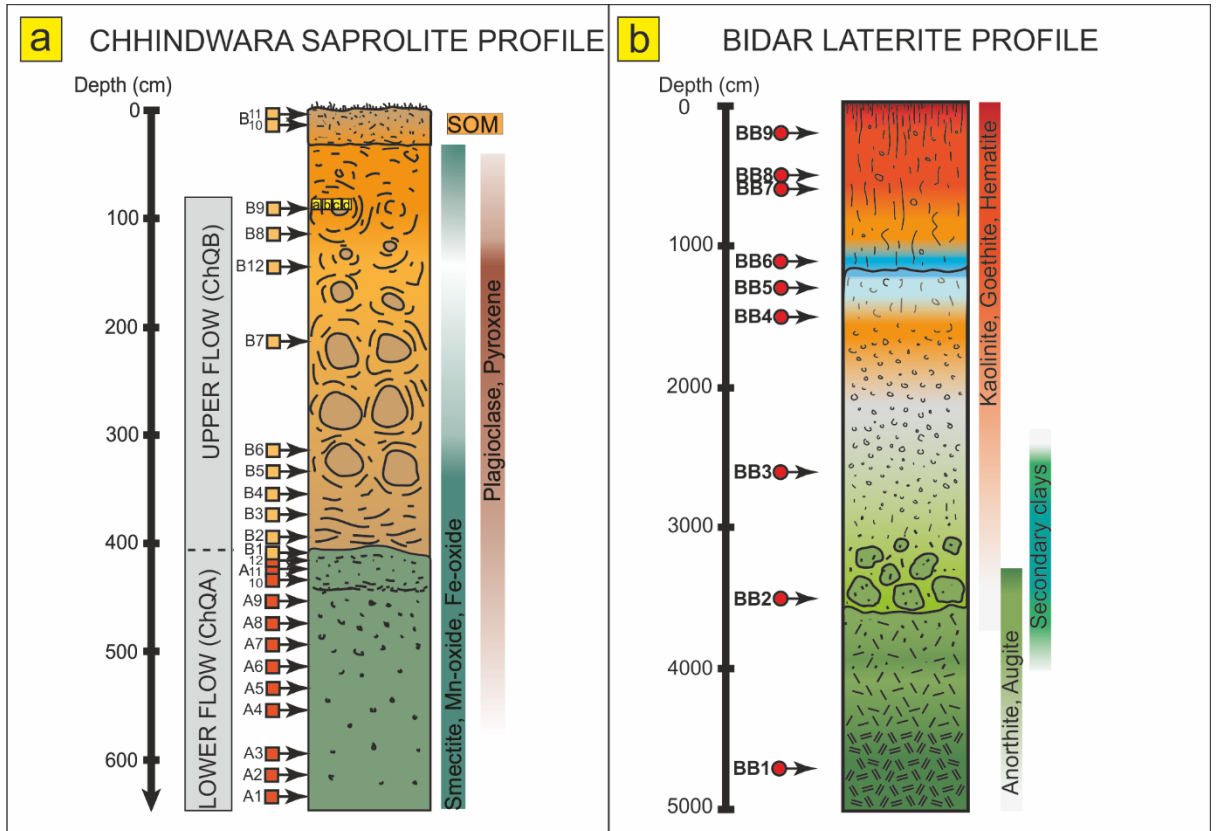 a
CHHINDWARA SAPROLITE PROFILE
Depth (cm)
0
100
200
300
400
500
600
UPPER FLOW (ChQB)
LOWER FLOW (ChQA)
B11
10
B9
B8
B12
B7
B6
B5
B4
B3
B2
B1
12
A11
10
A9
A8
A7
A6
A5
A4
A3
A2
A1
a b c d
SOM
Smectite, Mn-oxide, Fe-oxide
Plagioclase, Pyroxene
b
BIDAR LATERITE PROFILE
Depth (cm)
0
1000
2000
3000
4000
5000
BB9
BB8
BB7
BB6
BB5
BB4
BB3
BB2
BB1
Kaolinite, Goethite, Hematite
Secondary clays
Anorthite, Augite